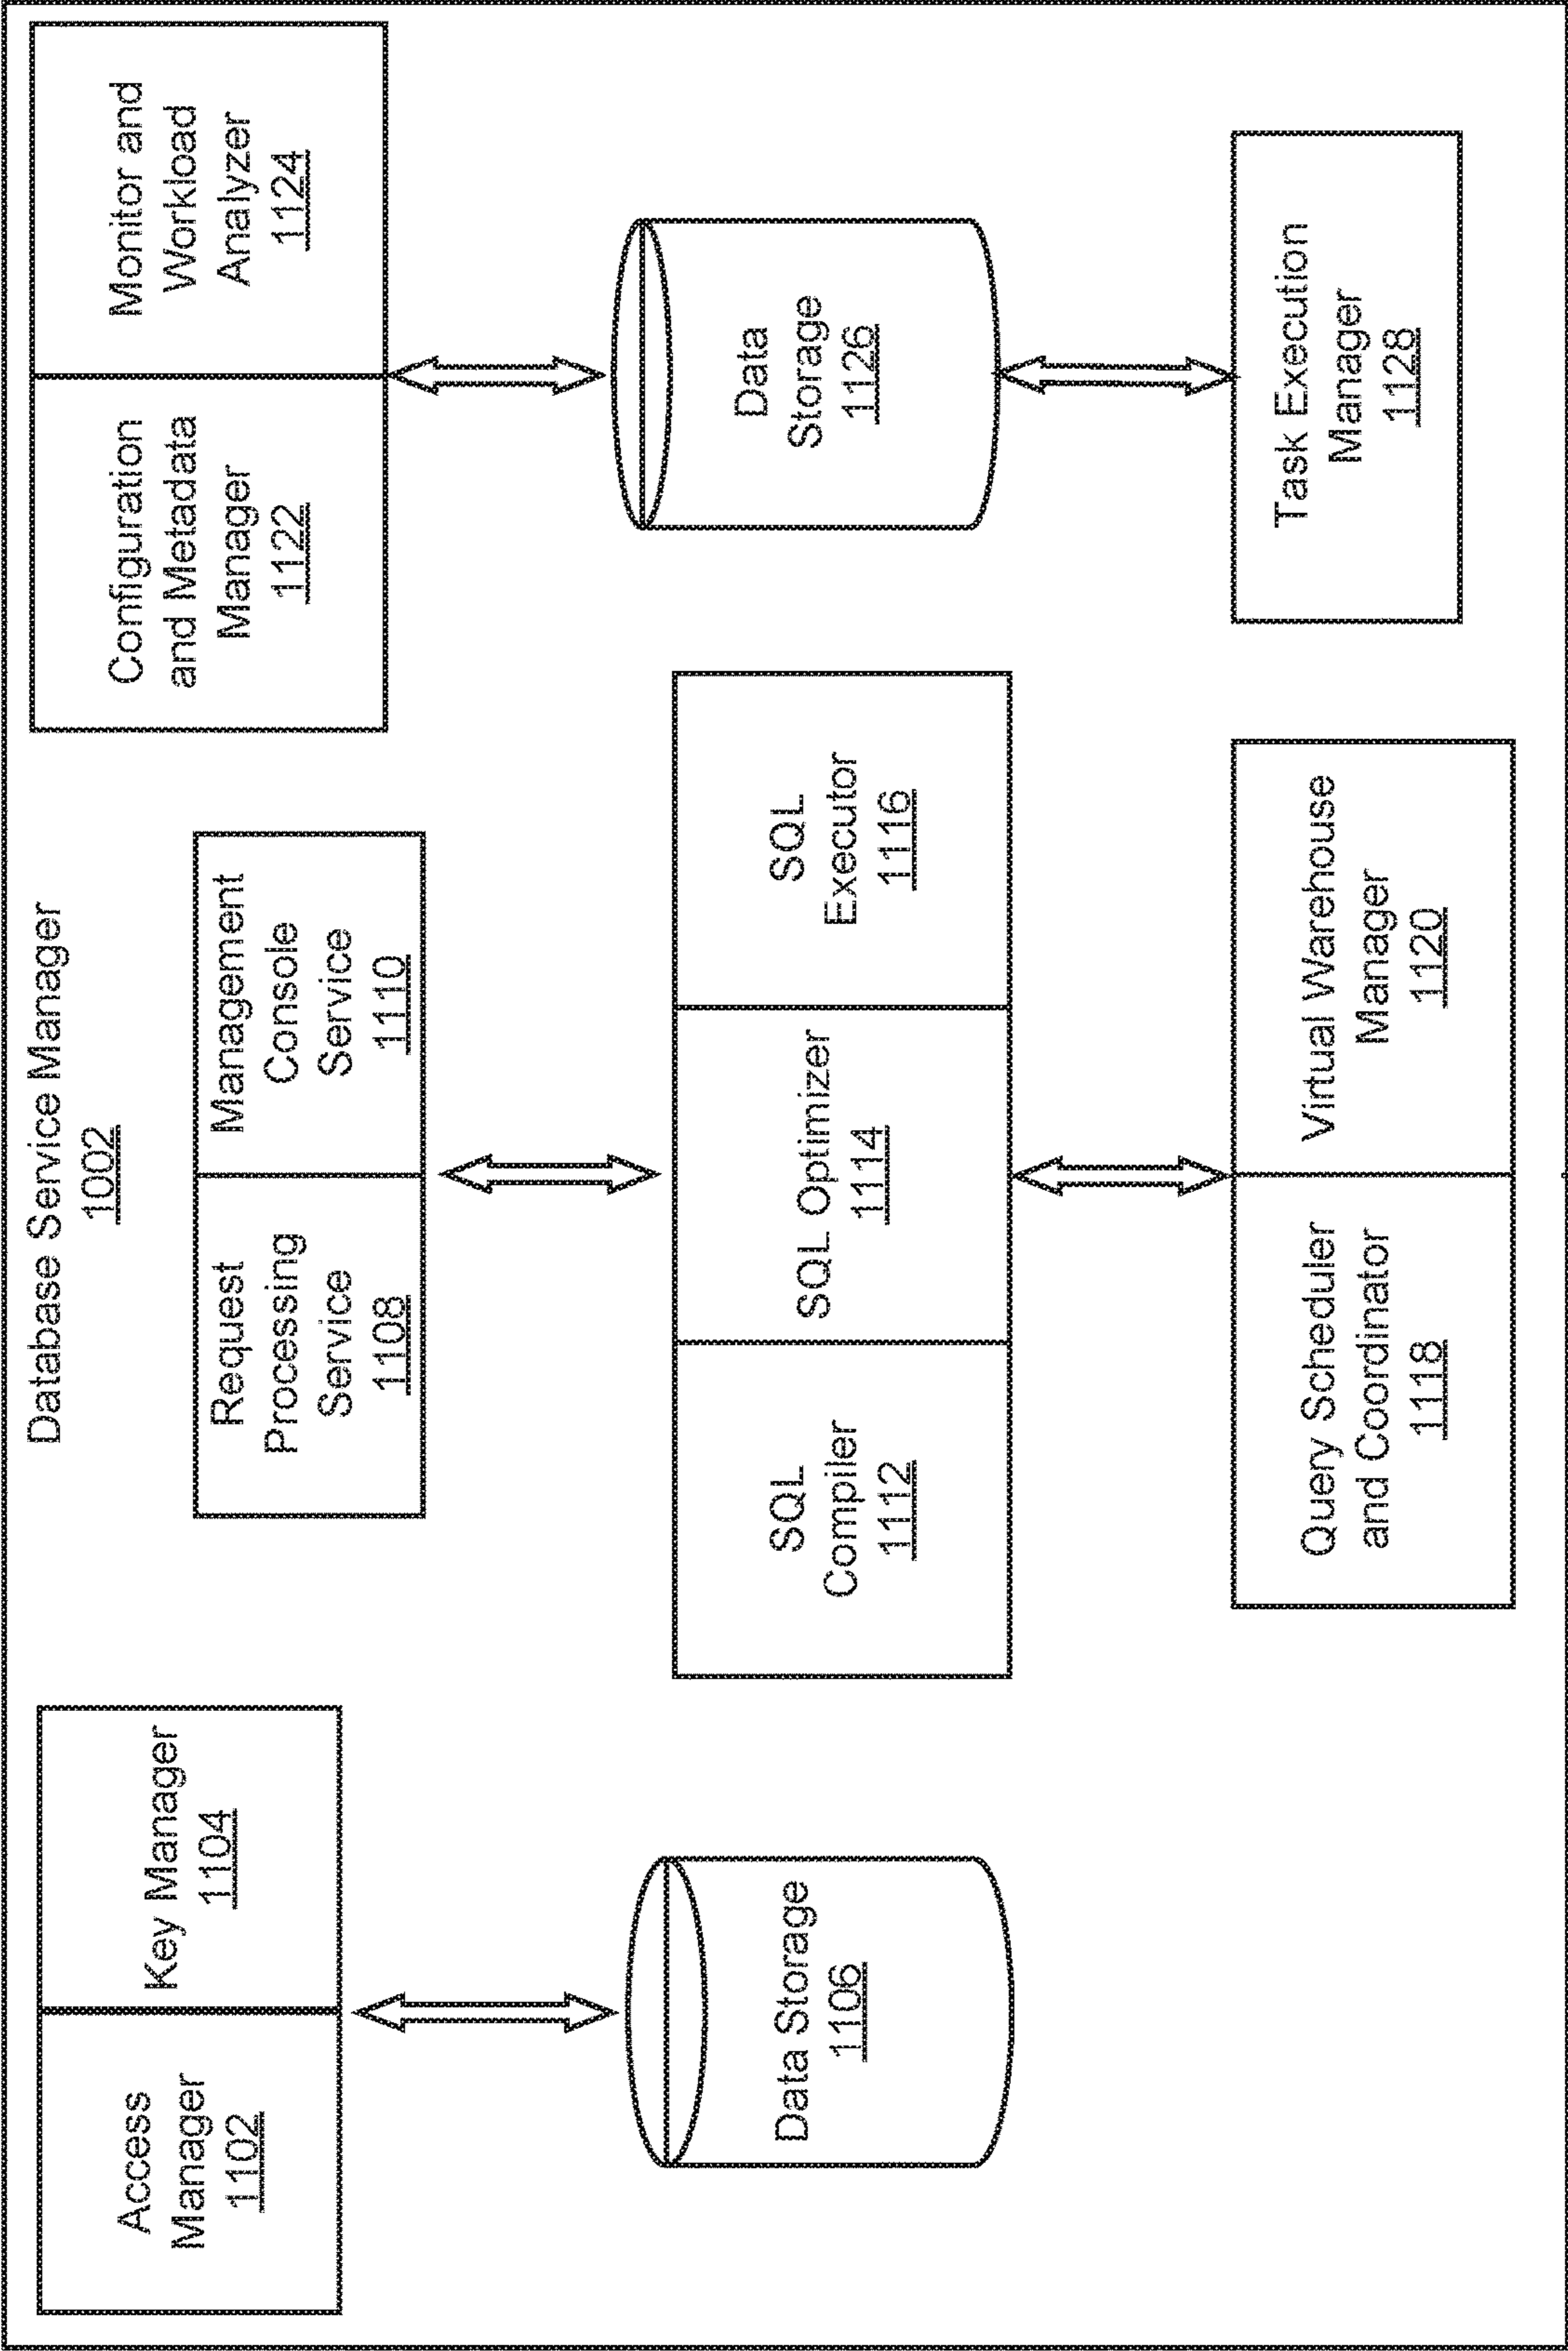 Database Service Manager
1002
Access
Manager
1102
Key Manager
1104
Data Storage
1106
Request
Processing
Service
1108
Management
Console
Service
1110
SQL
Compiler
1112
SQL Optimizer
1114
SQL
Executor
1116
Query Scheduler
and Coordinator
1118
Virtual Warehouse
Manager
1120
Configuration
and Metadata
Manager
1122
Monitor and
Workload
Analyzer
1124
Data
Storage
1126
Task Execution
Manager
1128